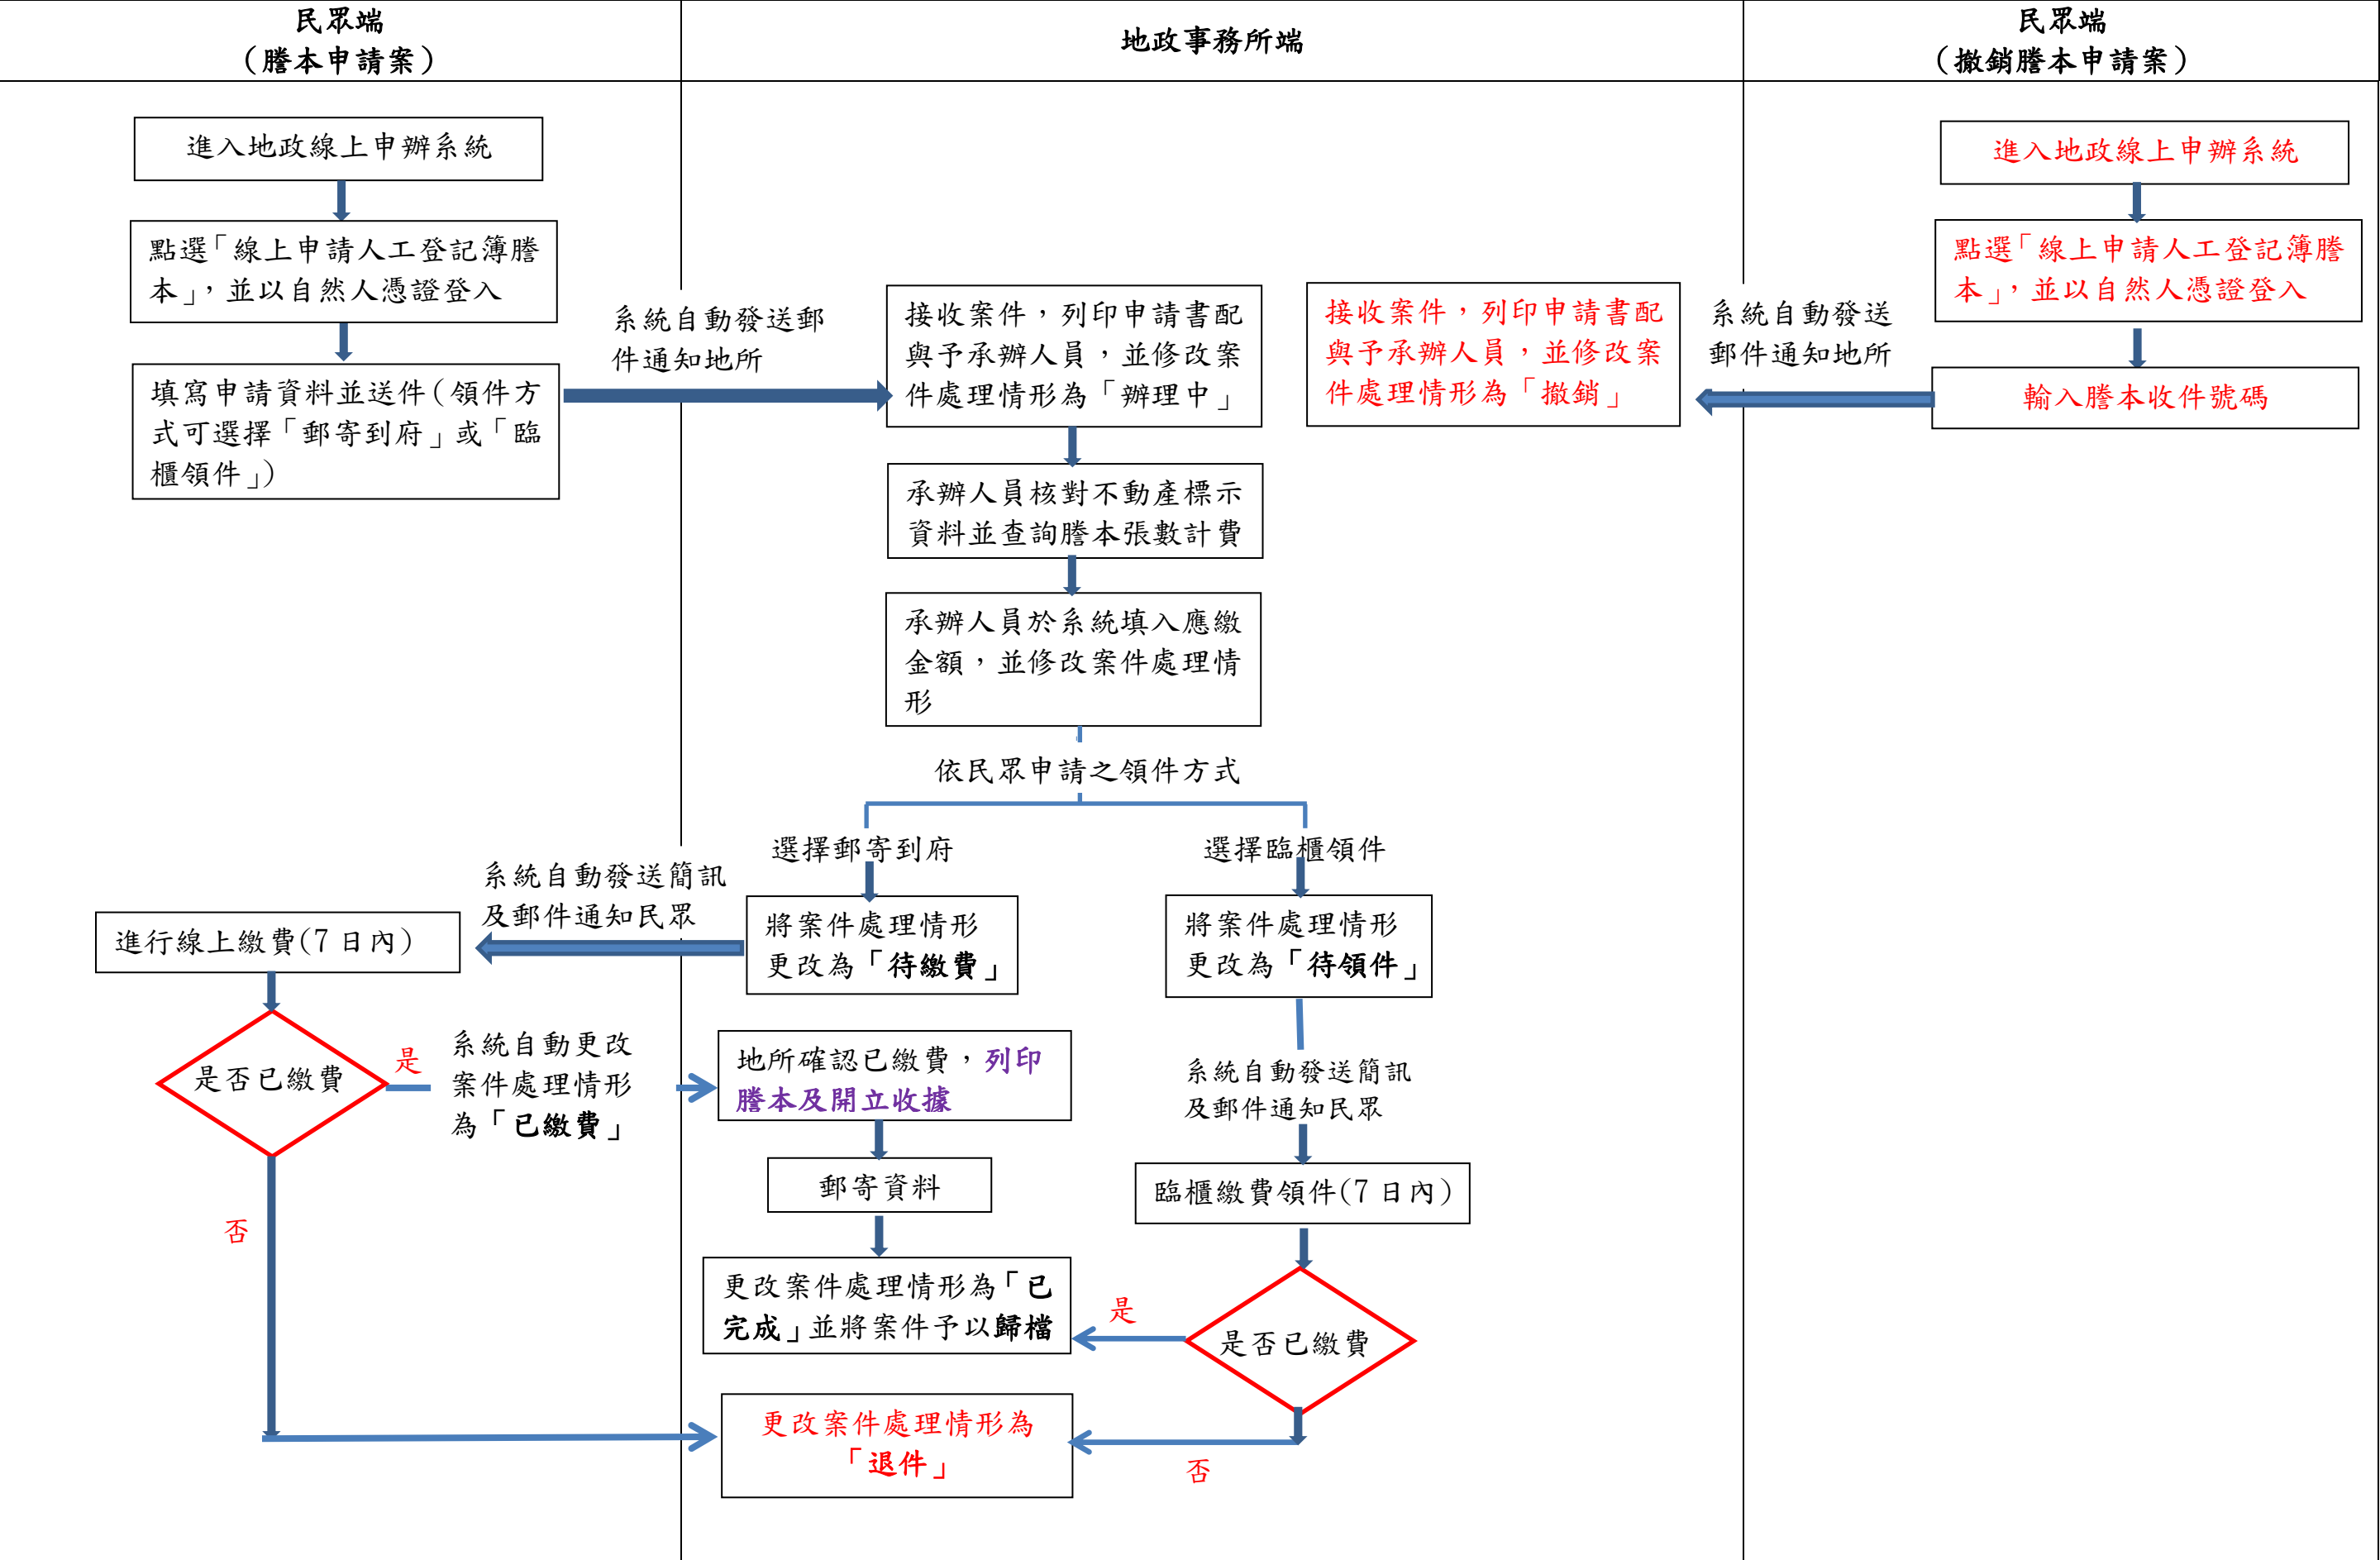 民眾端
（謄本申請案）
地政事務所端
民眾端
（撤銷謄本申請案）
進入地政線上申辦系統
點選「線上申請人工登記簿謄
本」，並以自然人憑證登入
填寫申請資料並送件（領件方
式可選擇「郵寄到府」或「臨
櫃領件」）
系統自動發送郵
件通知地所
接收案件，列印申請書配
與予承辦人員，並修改案
件處理情形為「辦理中」
承辦人員核對不動產標示
資料並查詢謄本張數計費
承辦人員於系統填入應繳
金額，並修改案件處理情
形
依民眾申請之領件方式
選擇郵寄到府
選擇臨櫃領件
將案件處理情形
更改為「待繳費」
將案件處理情形
更改為「待領件」
系統自動發送簡訊
及郵件通知民眾
進行線上繳費(7 日內)
是否已繳費
是
系統自動更改
案件處理情形
為「已繳費」
否
地所確認已繳費，列印
謄本及開立收據
郵寄資料
更改案件處理情形為「已
完成」並將案件予以歸檔
更改案件處理情形為
「退件」
系統自動發送簡訊
及郵件通知民眾
臨櫃繳費領件(7 日內)
是否已繳費
是
否
接收案件，列印申請書配
與予承辦人員，並修改案
件處理情形為「撤銷」
系統自動發送
郵件通知地所
進入地政線上申辦系統
點選「線上申請人工登記簿謄
本」，並以自然人憑證登入
輸入謄本收件號碼